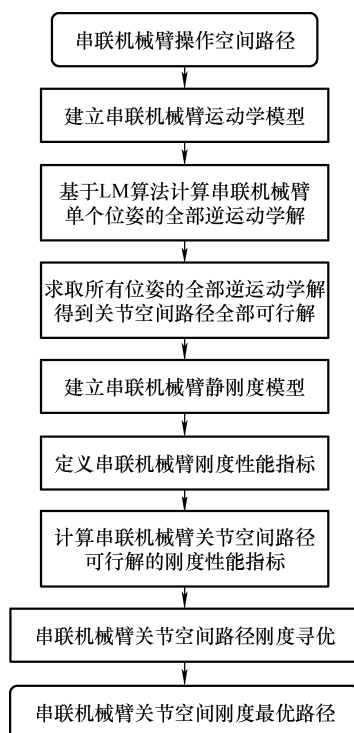 串联机械臂操作空间路径
建立串联机械臂运动学模型
基于LM算法计算串联机械臂
单个位姿的全部逆运动学解
求取所有位姿的全部逆运动学解
得到关节空间路径全部可行解
建立串联机械臂静刚度模型
定义串联机械臂刚度性能指标
计算串联机械臂关节空间路径
可行解的刚度性能指标
串联机械臂关节空间路径刚度寻优
串联机械臂关节空间刚度最优路径